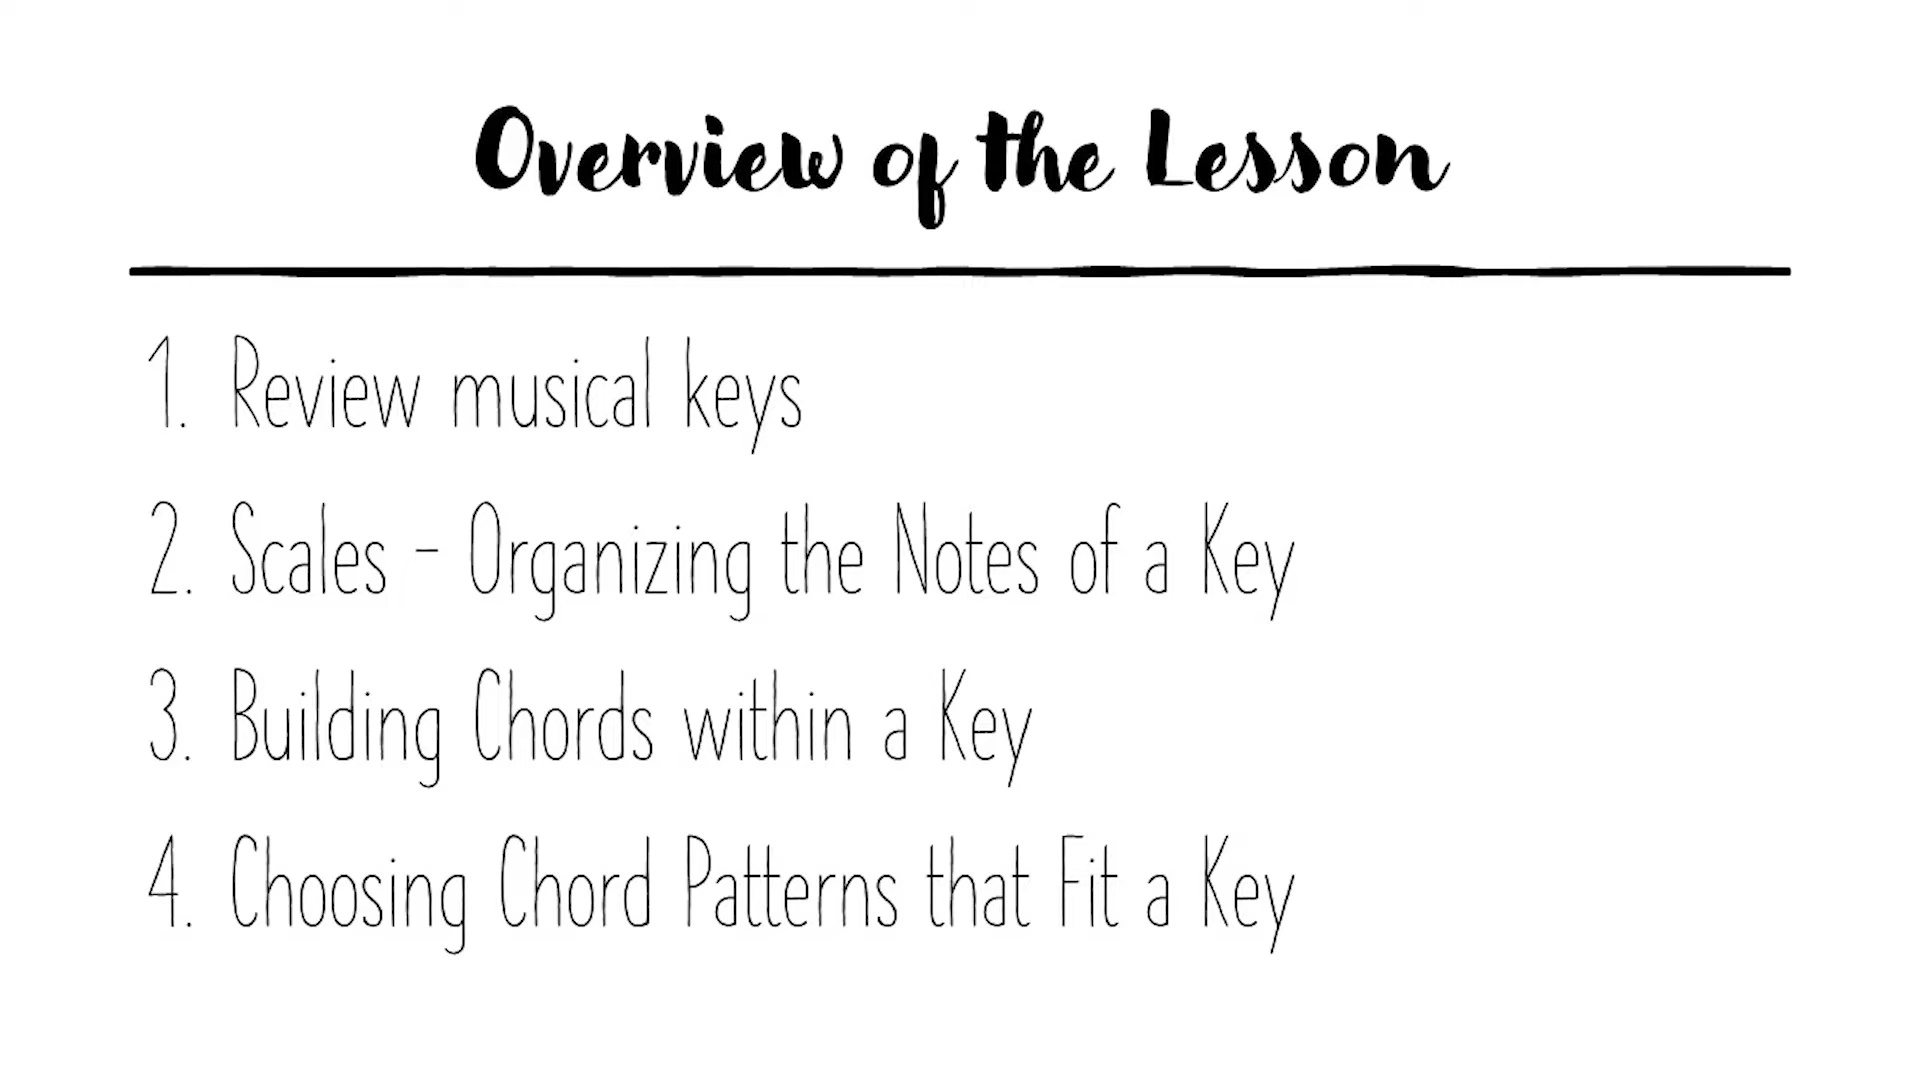 Overview of the Lesson
1. Review musical keys
2. Scales - Organizing the Notes of a Key
3. Building Chords within a Key
4. Choosing Chord Patterns that Fit a Key